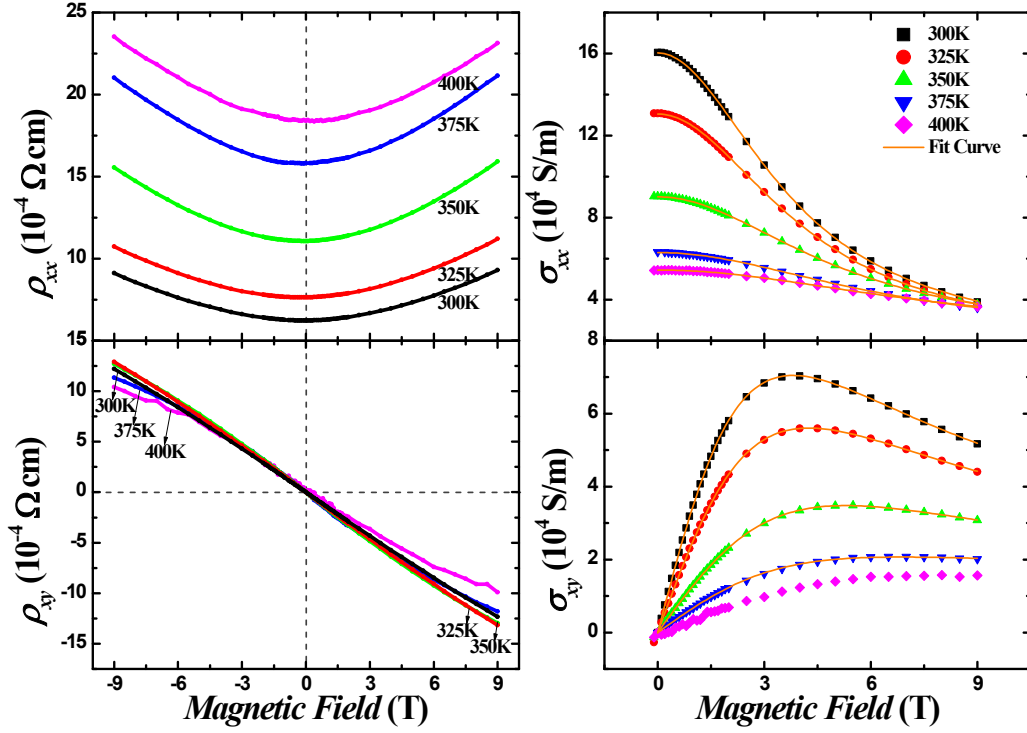 25
20
15
10
5
ρxx (10⁻⁴ Ω cm)
400K
375K
350K
325K
300K
15
10
5
0
-5
-10
-15
ρxy (10⁻⁴ Ω cm)
300K
375K
400K
325K
350K
-9 -6 -3 0 3 6 9
Magnetic Field (T)
16
12
8
4
σxx (10⁴ S/m)
300K
325K
350K
375K
400K
Fit Curve
8
6
4
2
0
σxy (10⁴ S/m)
0 3 6 9
Magnetic Field (T)